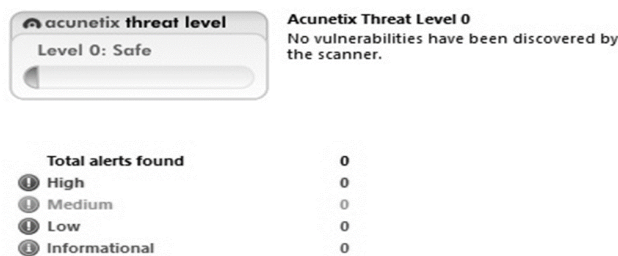 acunetix threat level
Level 0: Safe
Acunetix Threat Level 0
No vulnerabilities have been discovered by
the scanner.
Total alerts found 0
High 0
Medium 0
Low 0
Informational 0